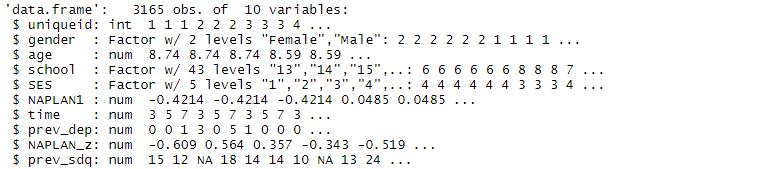 'data.frame': 3165 obs. of 10 variables:
$ uniqueid: int 1 1 1 2 2 2 3 3 3 4 ...
$ gender : Factor w/ 2 levels "Female","Male": 2 2 2 2 2 2 1 1 1 1 ...
$ age : num 8.74 8.74 8.74 8.59 8.59 ...
$ school : Factor w/ 43 levels "13","14","15",..: 6 6 6 6 6 6 8 8 8 7 ...
$ SES : Factor w/ 5 levels "1","2","3","4",..: 4 4 4 4 4 4 3 3 3 4 ...
$ NAPLAN1 : num -0.4214 -0.4214 -0.4214 0.0485 0.0485 ...
$ time : num 3 5 7 3 5 7 3 5 7 3 ...
$ prev_dep: num 0 0 1 3 0 5 1 0 0 0 ...
$ NAPLAN_z: num -0.609 0.564 0.357 -0.343 -0.519 ...
$ prev_sdq: num 15 12 NA 18 14 14 10 NA 13 24 ...